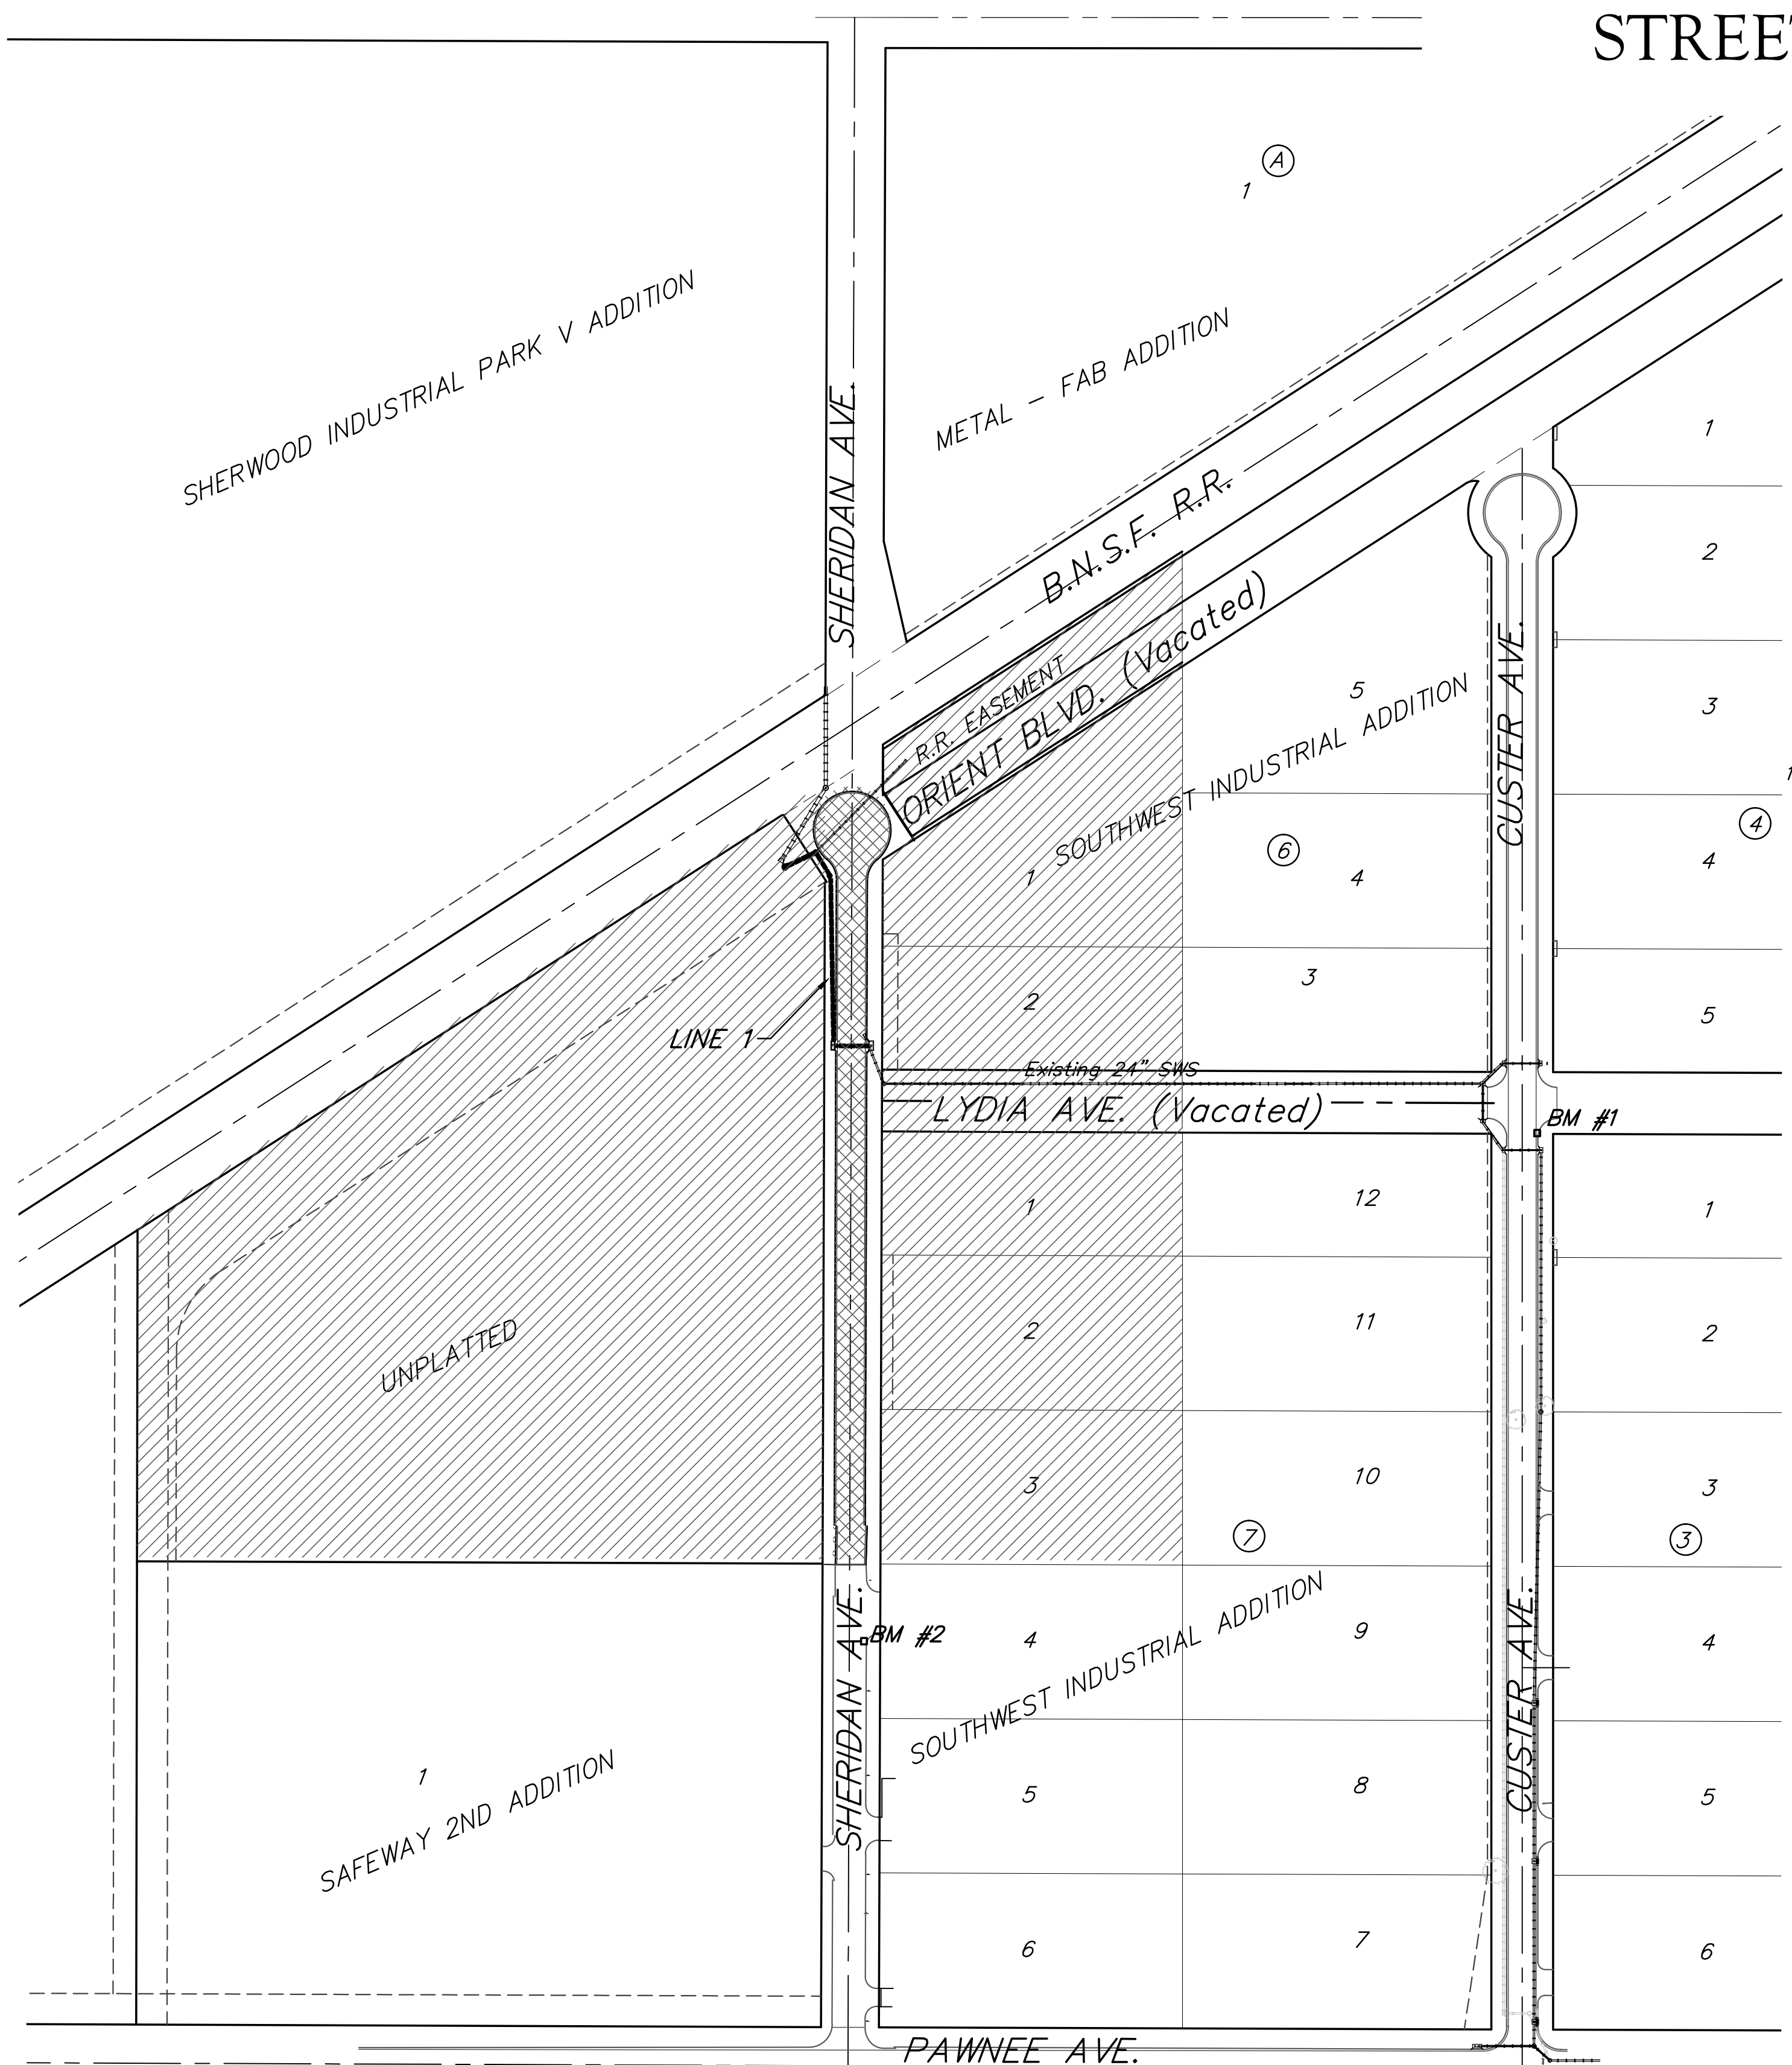 STREET
A
1
SHERWOOD INDUSTRIAL PARK V ADDITION
METAL - FAB ADDITION
SHERIDAN AVE.
B.N.S.F. R.R.
1
2
R.R. EASEMENT
ORIENT BLVD. (Vacated)
5
SOUTHWEST INDUSTRIAL ADDITION
CUSTER AVE.
3
1
4
6
1
4
4
2
3
5
LINE 1
Existing 24" SWS
LYDIA AVE. (Vacated)
BM #1
1
12
1
UNPLATTED
2
11
2
3
10
3
7
3
SHERIDAN AVE.
BM #2
4
9
CUSTER AVE.
4
SOUTHWEST INDUSTRIAL ADDITION
1
SAFEWAY 2ND ADDITION
5
8
5
6
7
6
PAWNEE AVE.